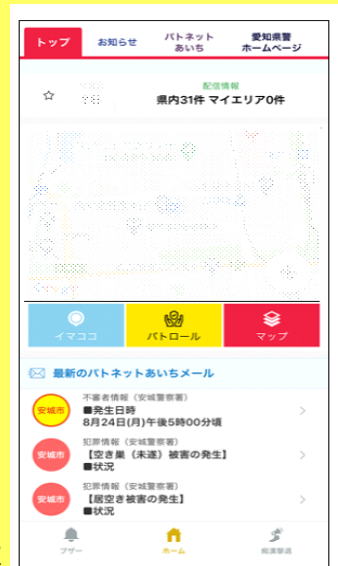 トップ
お知らせ
パトネット
あいち
愛知県警
ホームページ
配信情報
県内31件 マイエリア0件
イマココ
パトロール
マップ
最新のパトネットあいちメール
安城市
不審者情報（安城警察署）
■発生日時
8月24日(月)午後5時00分頃
安城市
犯罪情報（安城警察署）
【空き巣（未遂）被害の発生】
■状況
安城市
犯罪情報（安城警察署）
【居空き被害の発生】
■状況
ブザー
ホーム
痴漢撃退